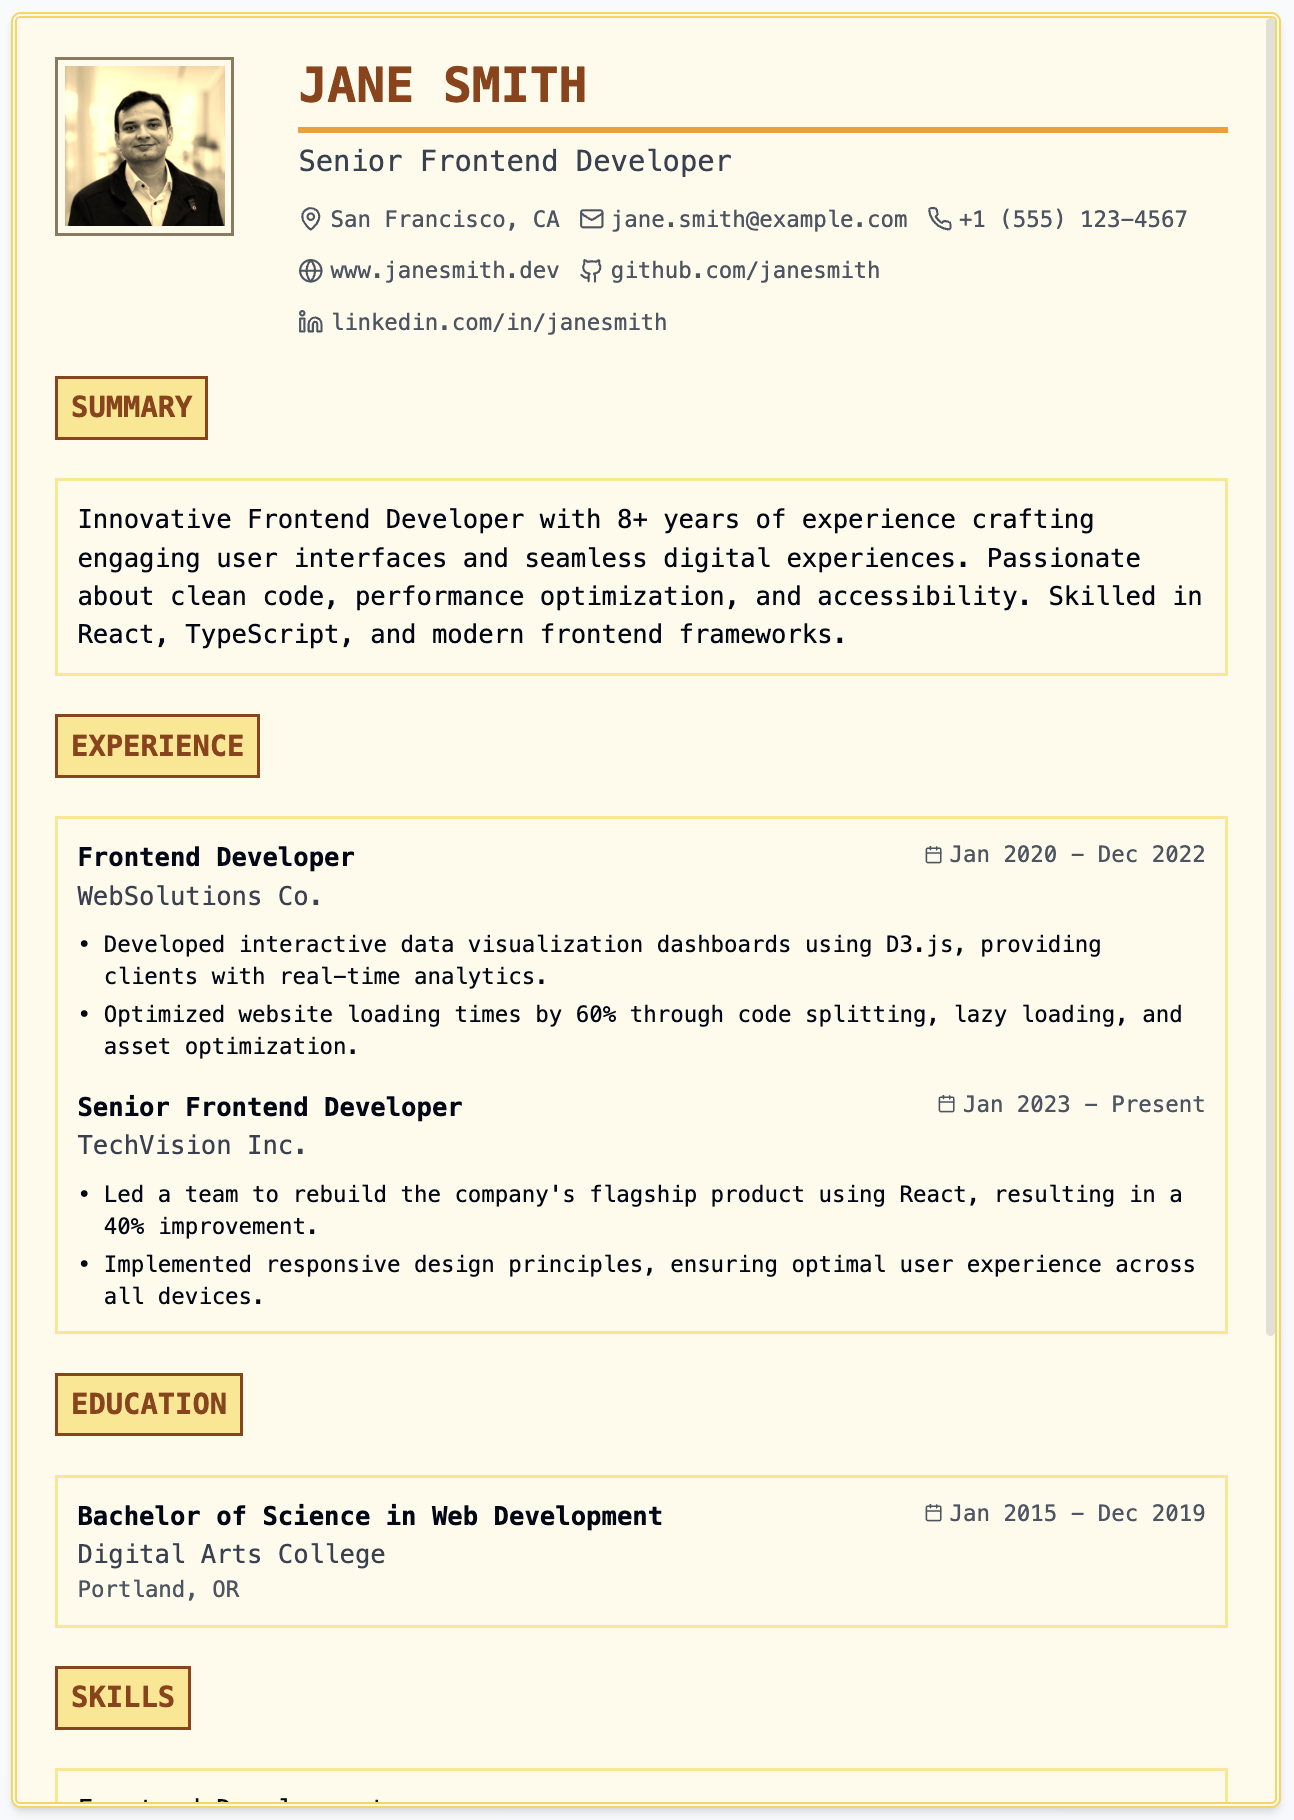 JANE SMITH
Senior Frontend Developer
San Francisco, CA jane.smith@example.com +1 (555) 123-4567
www.janesmith.dev github.com/janesmith
linkedin.com/in/janesmith
SUMMARY
Innovative Frontend Developer with 8+ years of experience crafting
engaging user interfaces and seamless digital experiences. Passionate
about clean code, performance optimization, and accessibility. Skilled in
React, TypeScript, and modern frontend frameworks.
EXPERIENCE
Frontend Developer Jan 2020 - Dec 2022
WebSolutions Co.
• Developed interactive data visualization dashboards using D3.js, providing
clients with real-time analytics.
• Optimized website loading times by 60% through code splitting, lazy loading, and
asset optimization.
Senior Frontend Developer Jan 2023 - Present
TechVision Inc.
• Led a team to rebuild the company's flagship product using React, resulting in a
40% improvement.
• Implemented responsive design principles, ensuring optimal user experience across
all devices.
EDUCATION
Bachelor of Science in Web Development Jan 2015 - Dec 2019
Digital Arts College
Portland, OR
SKILLS